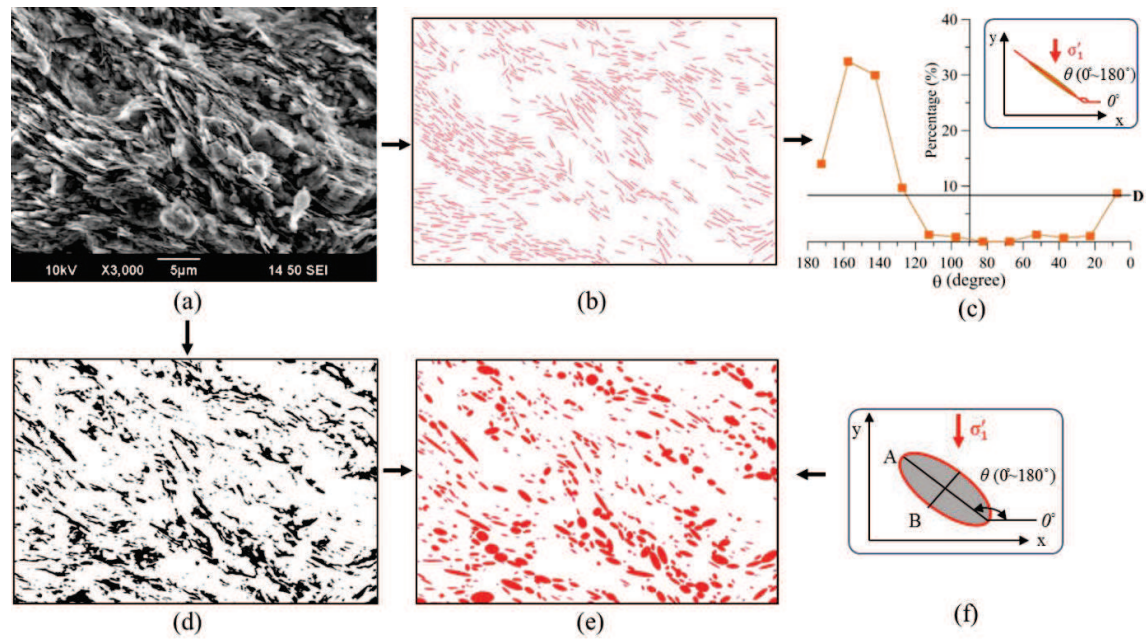 10kV X3,000 5μm 14 50 SEI
(a)
(b)
Percentage (%)
40
30
20
10
D
180 160 140 120 100 80 60 40 20 0
θ (degree)
y
σ′₁
θ (0°~180°)
0°
x
(c)
(d)
(e)
y
σ′₁
A
θ (0°~180°)
B
0°
x
(f)